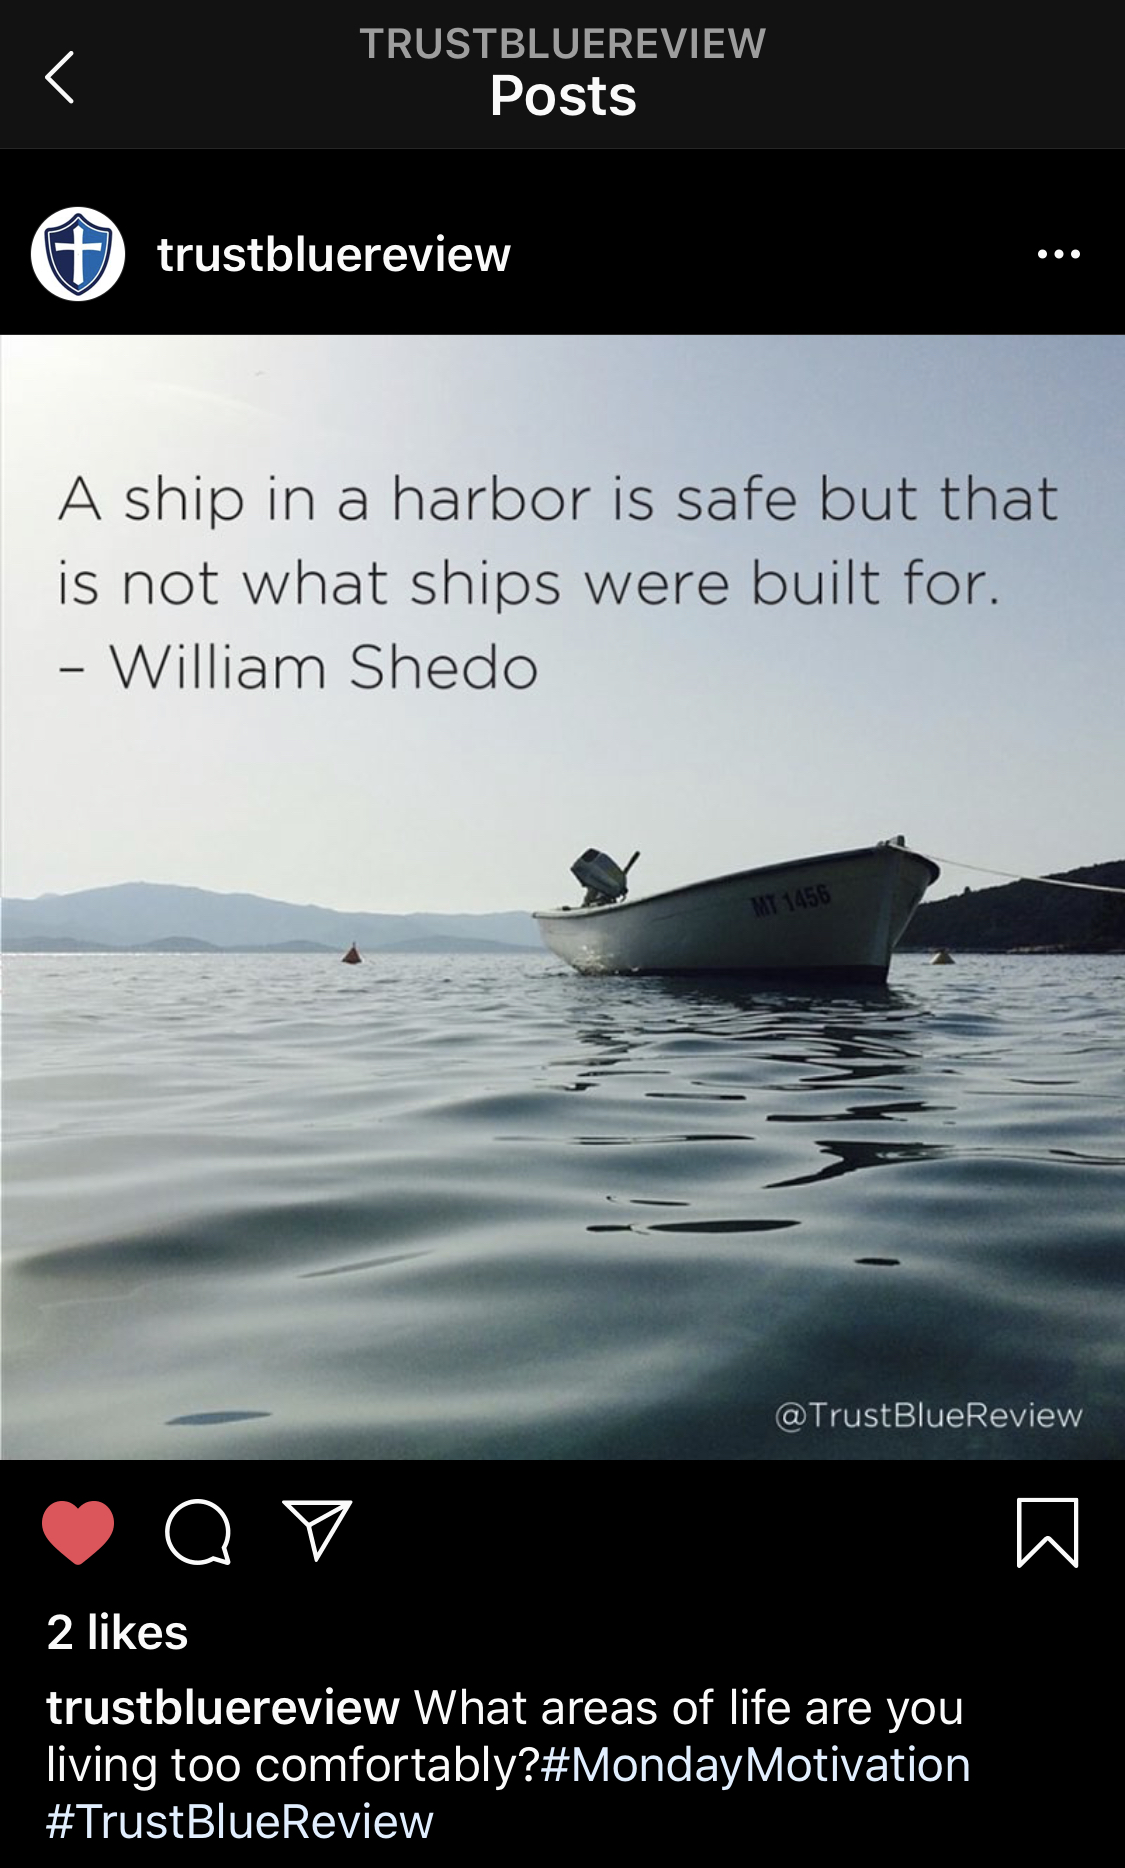 TRUSTBLUEREVIEW
Posts
trustbluereview
A ship in a harbor is safe but that
is not what ships were built for.
– William Shedo
MT 1456
@TrustBlueReview
2 likes
trustbluereview What areas of life are you
living too comfortably?#MondayMotivation
#TrustBlueReview